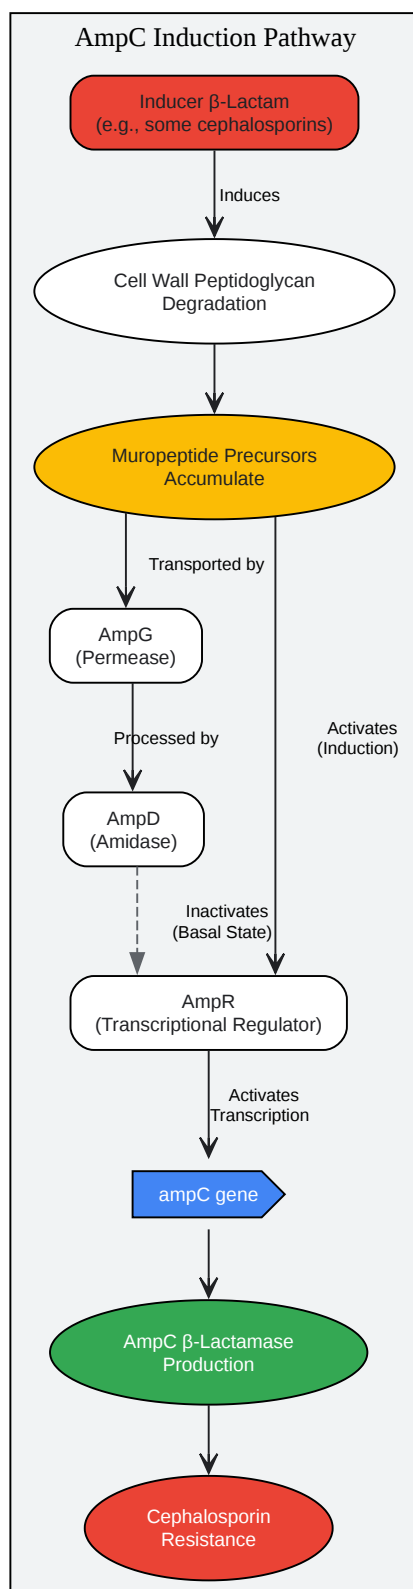 AmpC Induction Pathway
Inducer β-Lactam
(e.g., some cephalosporins)
Induces
Cell Wall Peptidoglycan
Degradation
Muropeptide Precursors
Accumulate
Transported by
AmpG
(Permease)
Processed by
Activates
(Induction)
AmpD
(Amidase)
Inactivates
(Basal State)
AmpR
(Transcriptional Regulator)
Activates
Transcription
ampC gene
AmpC β-Lactamase
Production
Cephalosporin
Resistance